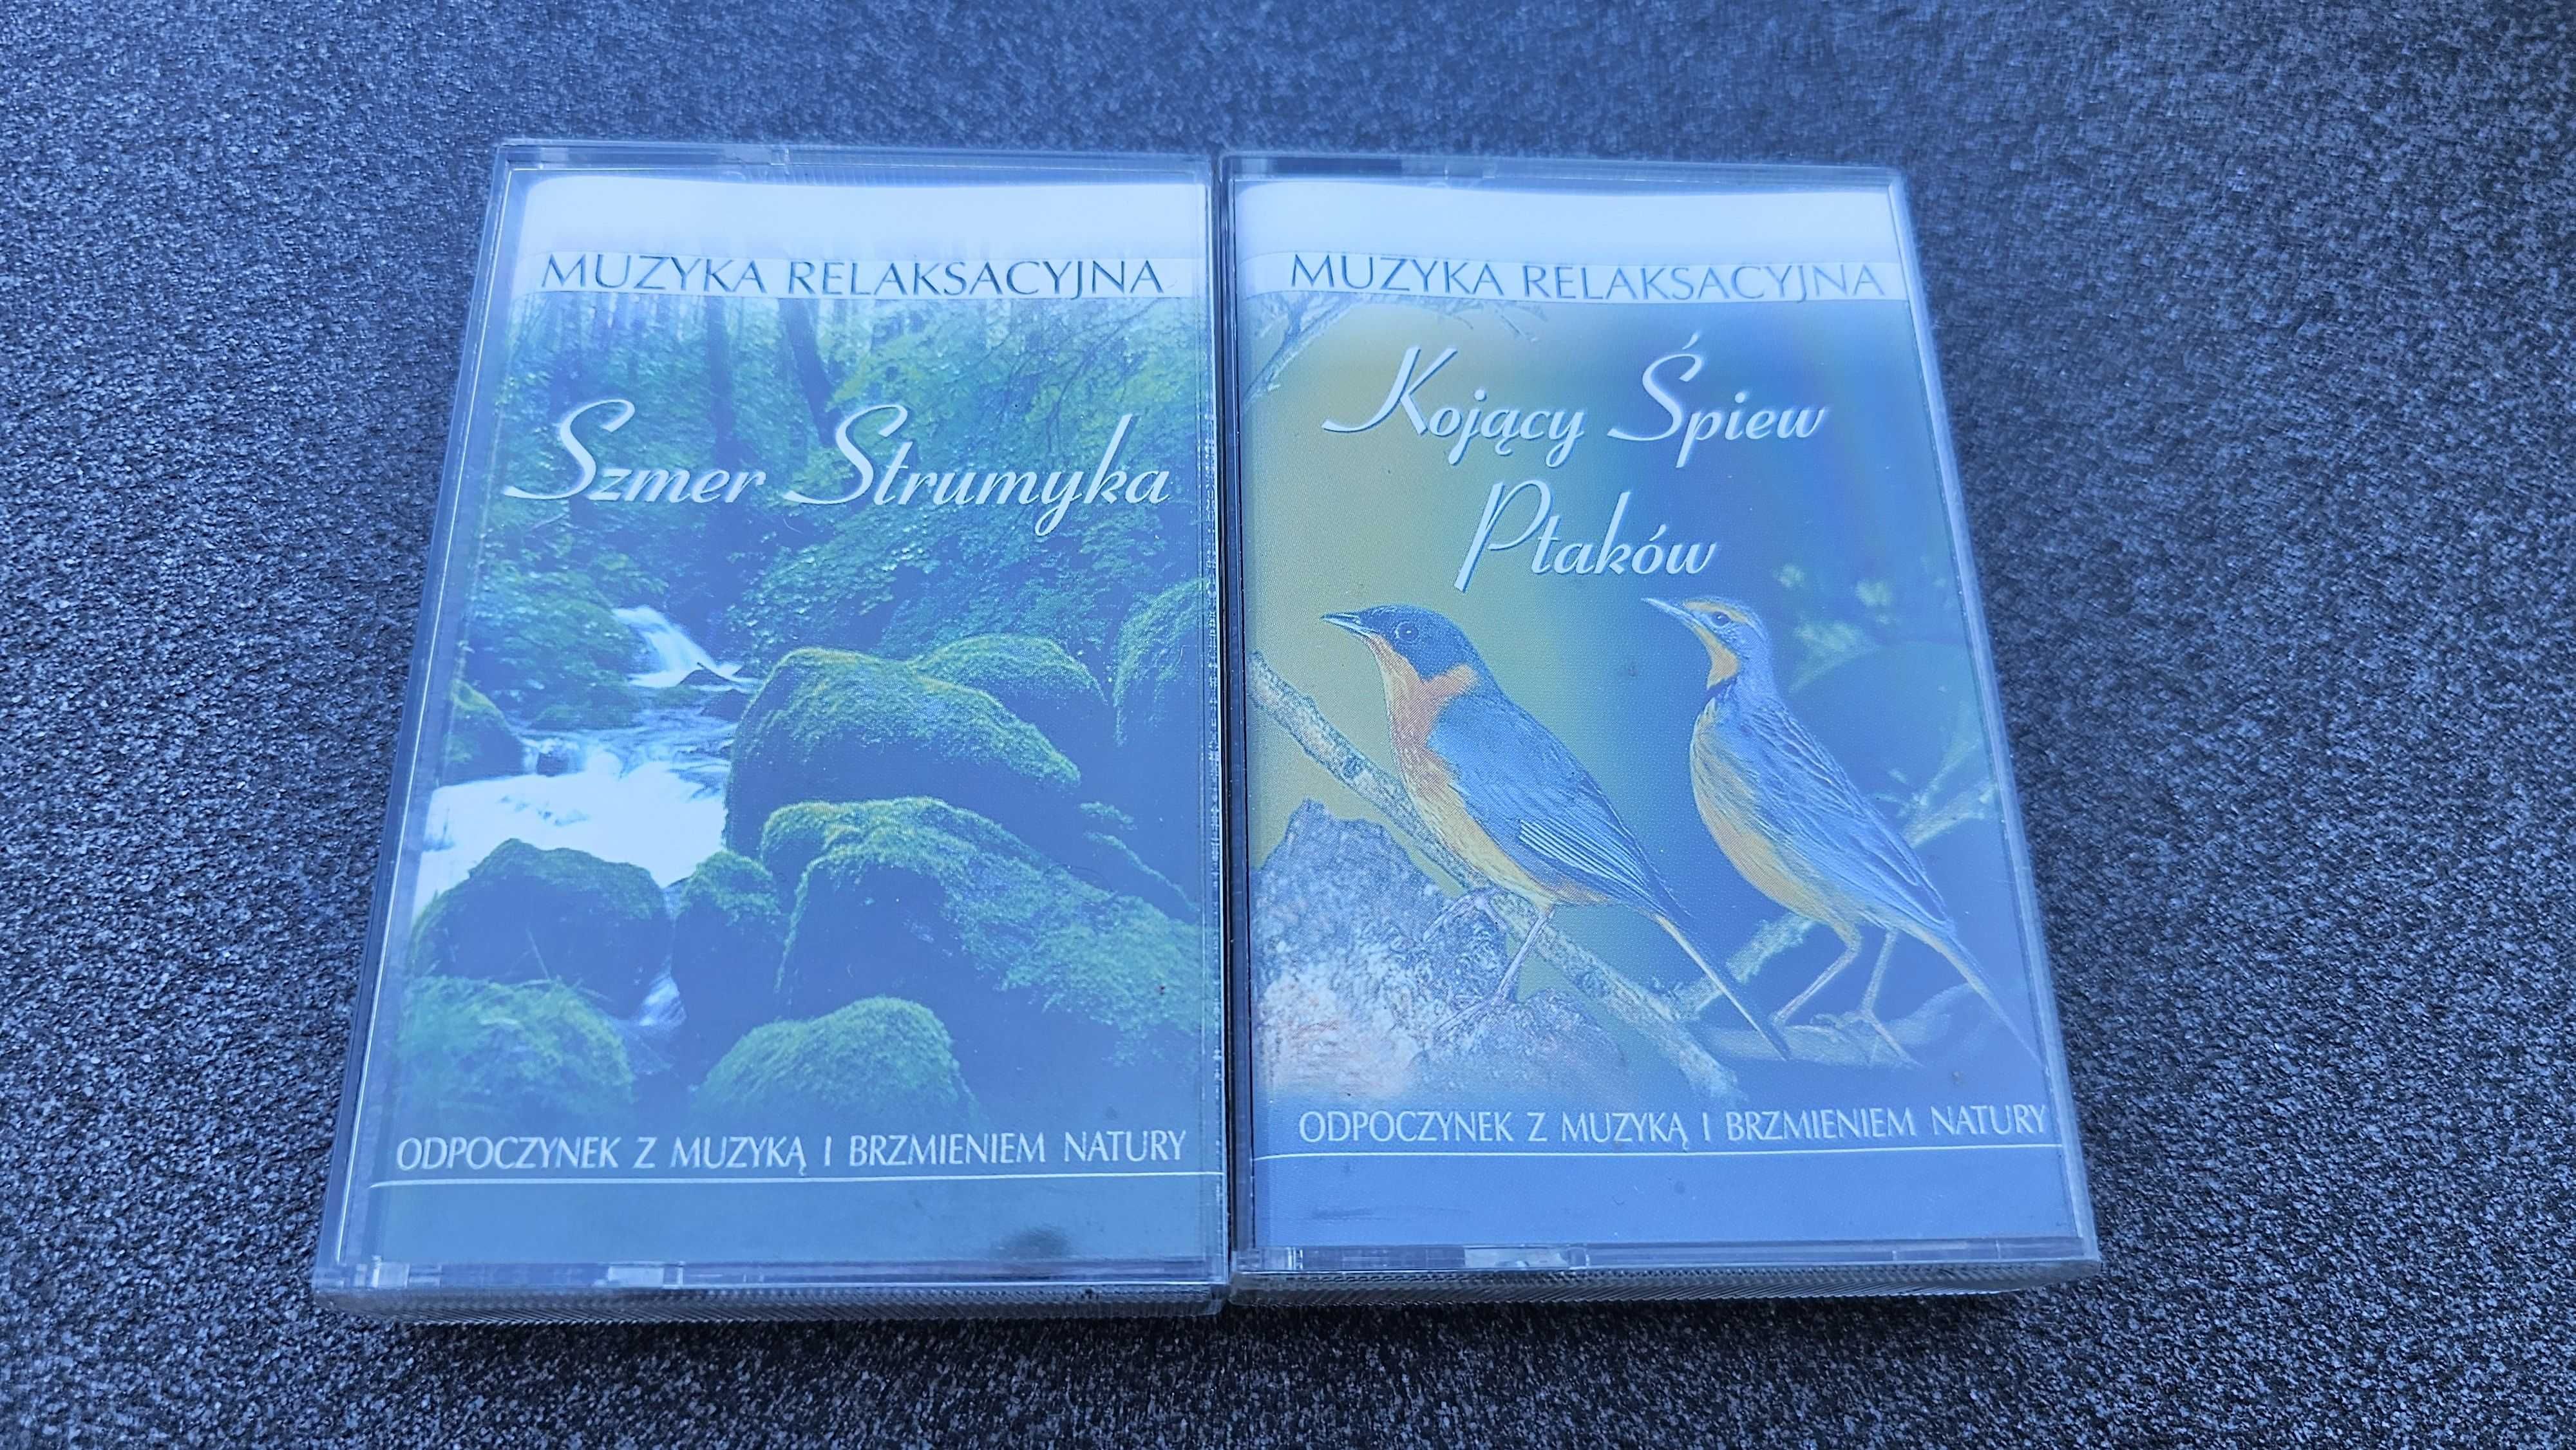 MUZYKA RELAKSACYJNA
Szmer Strumyka
ODPOCZYNEK Z MUZYKĄ I BRZMIENIEM NATURY
MUZYKA RELAKSACYJNA
Kojący Śpiew
Ptaków
ODPOCZYNEK Z MUZYKĄ I BRZMIENIEM NATURY